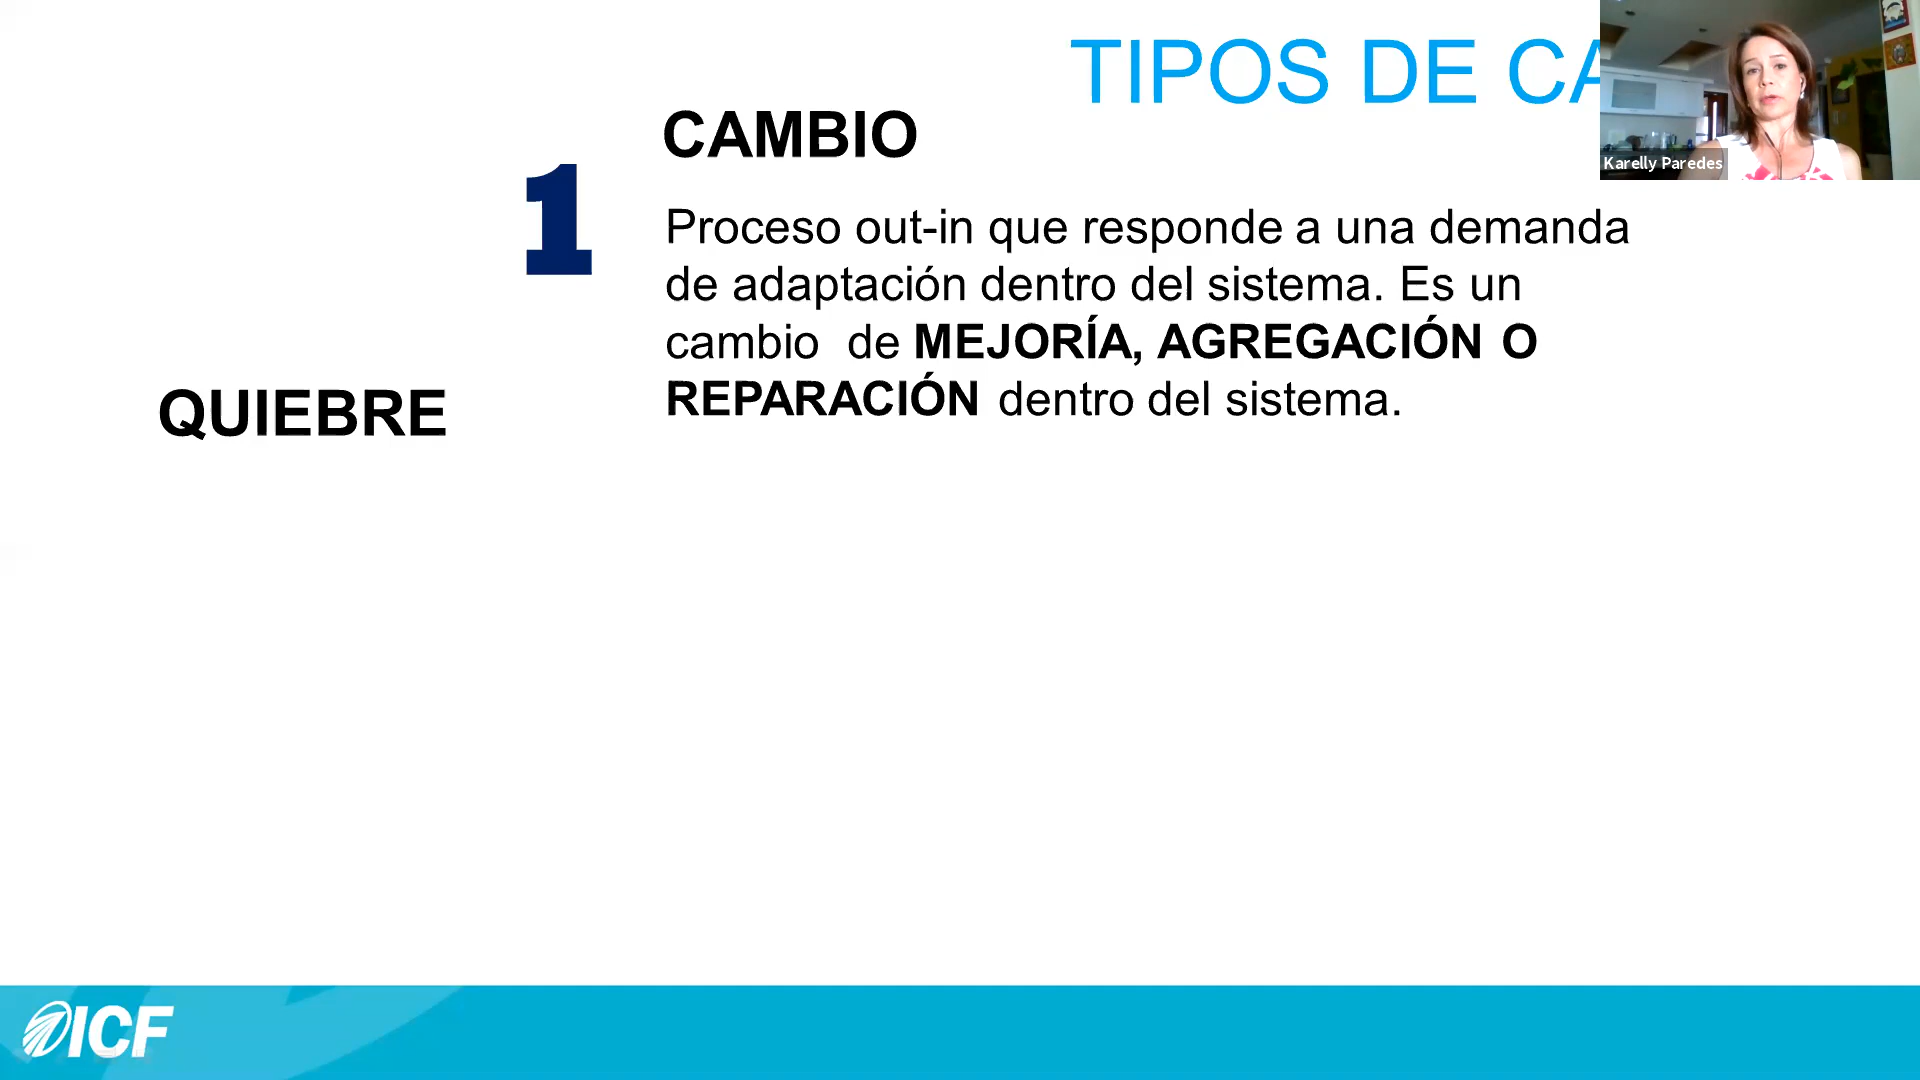 TIPOS DE CA
Karelly Paredes
CAMBIO
1
Proceso out-in que responde a una demanda
de adaptación dentro del sistema. Es un
cambio  de MEJORÍA, AGREGACIÓN O
REPARACIÓN dentro del sistema.
QUIEBRE
ICF